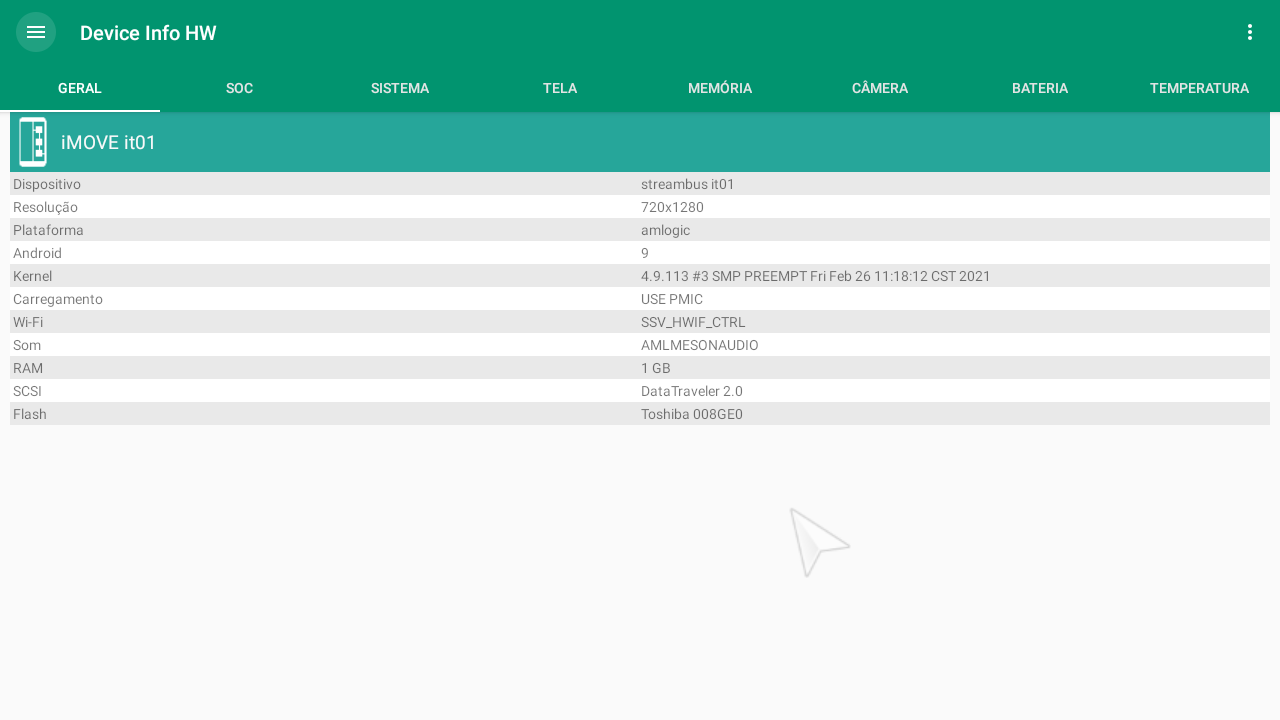 Device Info HW
GERAL SOC SISTEMA TELA MEMÓRIA CÂMERA BATERIA TEMPERATURA
iMOVE it01
Dispositivo streambus it01
Resolução 720x1280
Plataforma amlogic
Android 9
Kernel 4.9.113 #3 SMP PREEMPT Fri Feb 26 11:18:12 CST 2021
Carregamento USE PMIC
Wi-Fi SSV_HWIF_CTRL
Som AMLMESONAUDIO
RAM 1 GB
SCSI DataTraveler 2.0
Flash Toshiba 008GE0